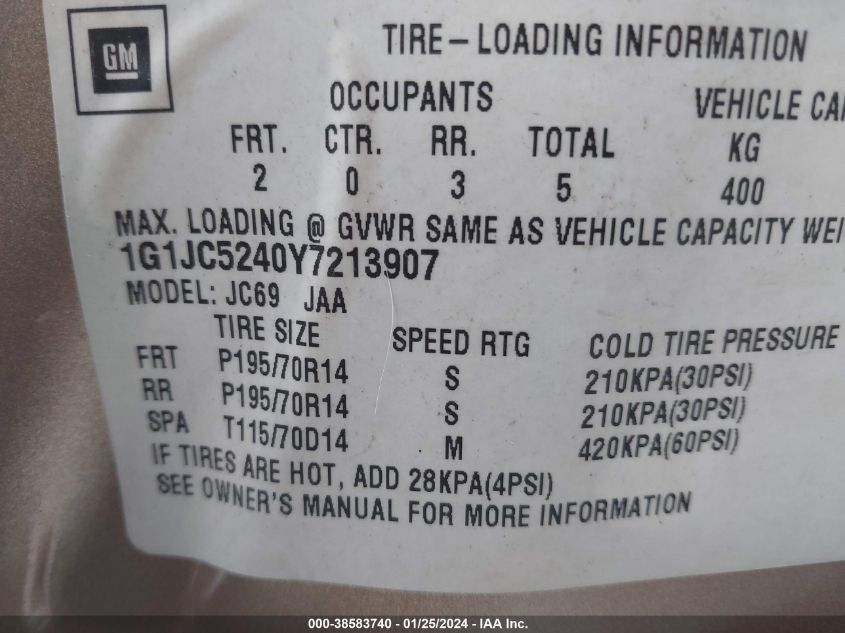 GM
TIRE-LOADING INFORMATION
OCCUPANTS VEHICLE
FRT. CTR. RR. TOTAL KG
2 0 3 5 400
MAX. LOADING @ GVWR SAME AS VEHICLE CAPACITY
1G1JC5240Y7213907
MODEL: JC69 JAA
TIRE SIZE SPEED RTG COLD TIRE PRESSURE
FRT P195/70R14 S 210KPA(30PSI)
RR P195/70R14 S 210KPA(30PSI)
SPA T115/70D14 M 420KPA(60PSI)
IF TIRES ARE HOT, ADD 28KPA(4PSI)
SEE OWNER'S MANUAL FOR MORE INFORMATION
000-38583740 - 01/25/2024 - IAA Inc.